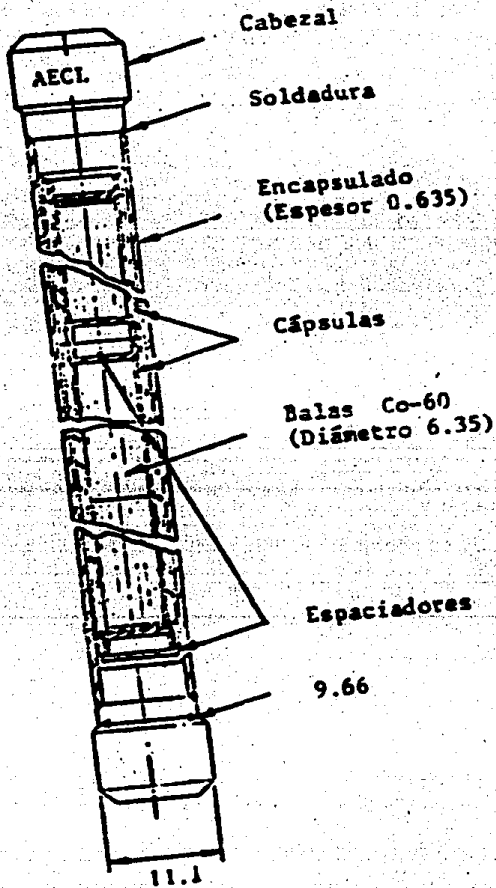 Cabezal
AECL
Soldadura
Encapsulado
(Espesor 0.635)
Cápsulas
Balas Co-60
(Diámetro 6.35)
Espaciadores
9.66
11.1